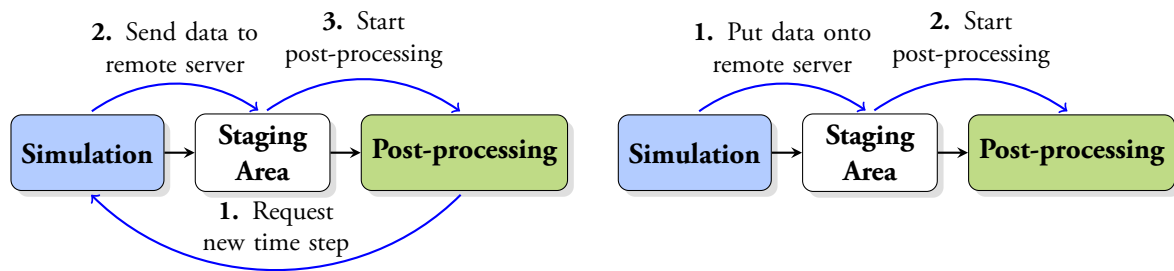 2. Send data to
remote server
3. Start
post-processing
Simulation
Staging
Area
Post-processing
1. Request
new time step
1. Put data onto
remote server
2. Start
post-processing
Simulation
Staging
Area
Post-processing